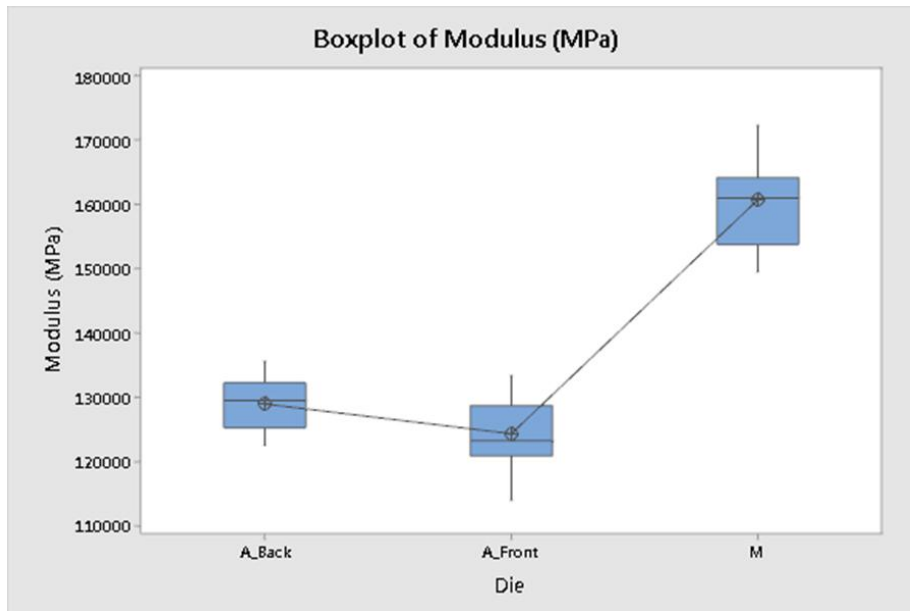 Boxplot of Modulus (MPa)
180000
170000
160000
150000
140000
130000
120000
110000
Modulus (MPa)
A_Back
A_Front
M
Die